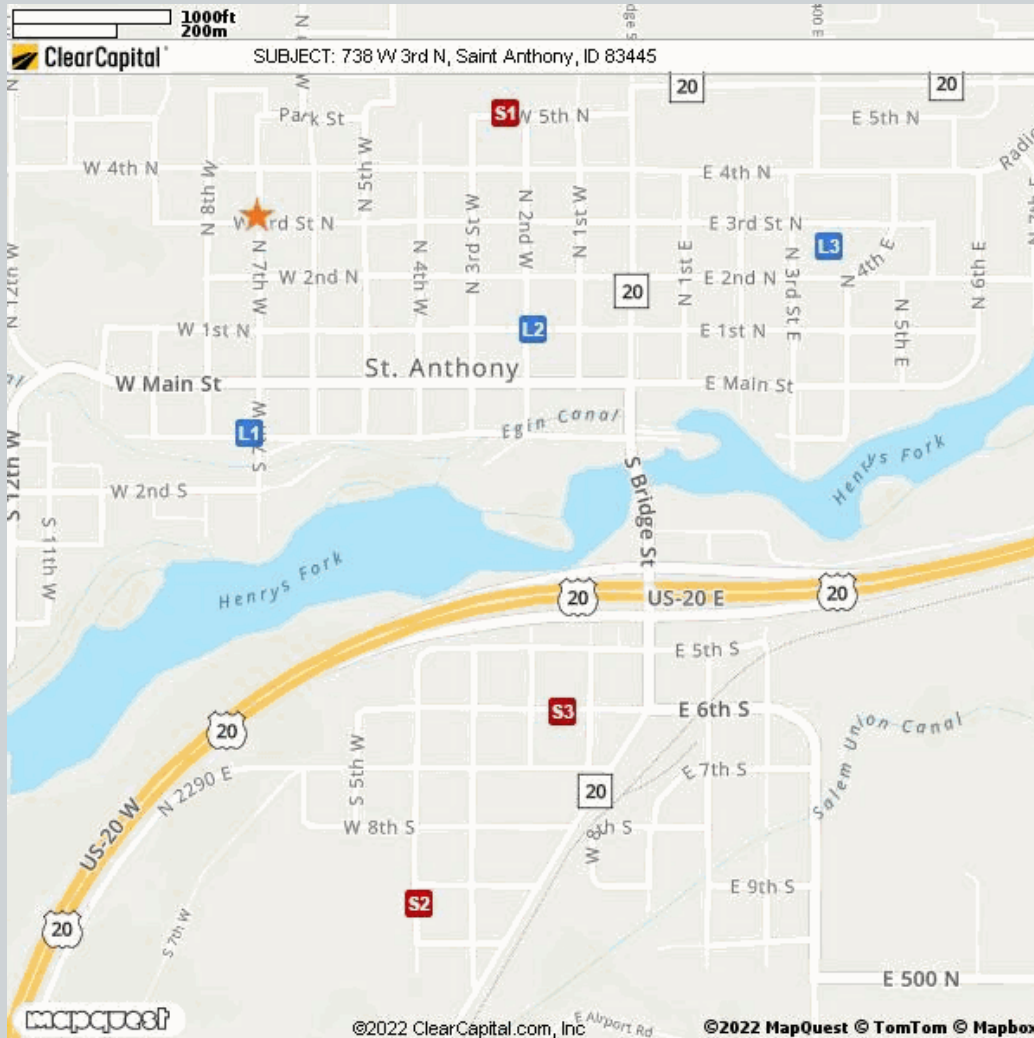 1000ft
200m
ClearCapital
SUBJECT: 738 W 3rd N, Saint Anthony, ID 83445
20
20
Park St
S1
W 5th N
E 5th N
W 4th N
N 8th W
N 5th W
E 4th N
W 3rd St N
N 3rd St W
N 2nd W
N 1st W
E 3rd St N
L3
N 12th W
N 7th W
W 2nd N
N 4th W
20
N 1st E
E 2nd N
N 3rd St E
N 4th E
N 6th E
W 1st N
L2
E 1st N
N 5th E
St. Anthony
W Main St
E Main St
L1
Egin Canal
Henrys Fork
S 12th W
W 2nd S
S 11th W
S Bridge St
Henrys Fork
20
US-20 E
20
E 5th S
S3
E 6th S
20
Salem Union Canal
N 2290 E
S 5th W
20
E 7th S
US-20 W
W 8th S
E 9th S
S2
20
S 7th W
E 500 N
mapquest
©2022 ClearCapital.com, Inc
E Airport Rd
©2022 MapQuest © TomTom © Mapbox